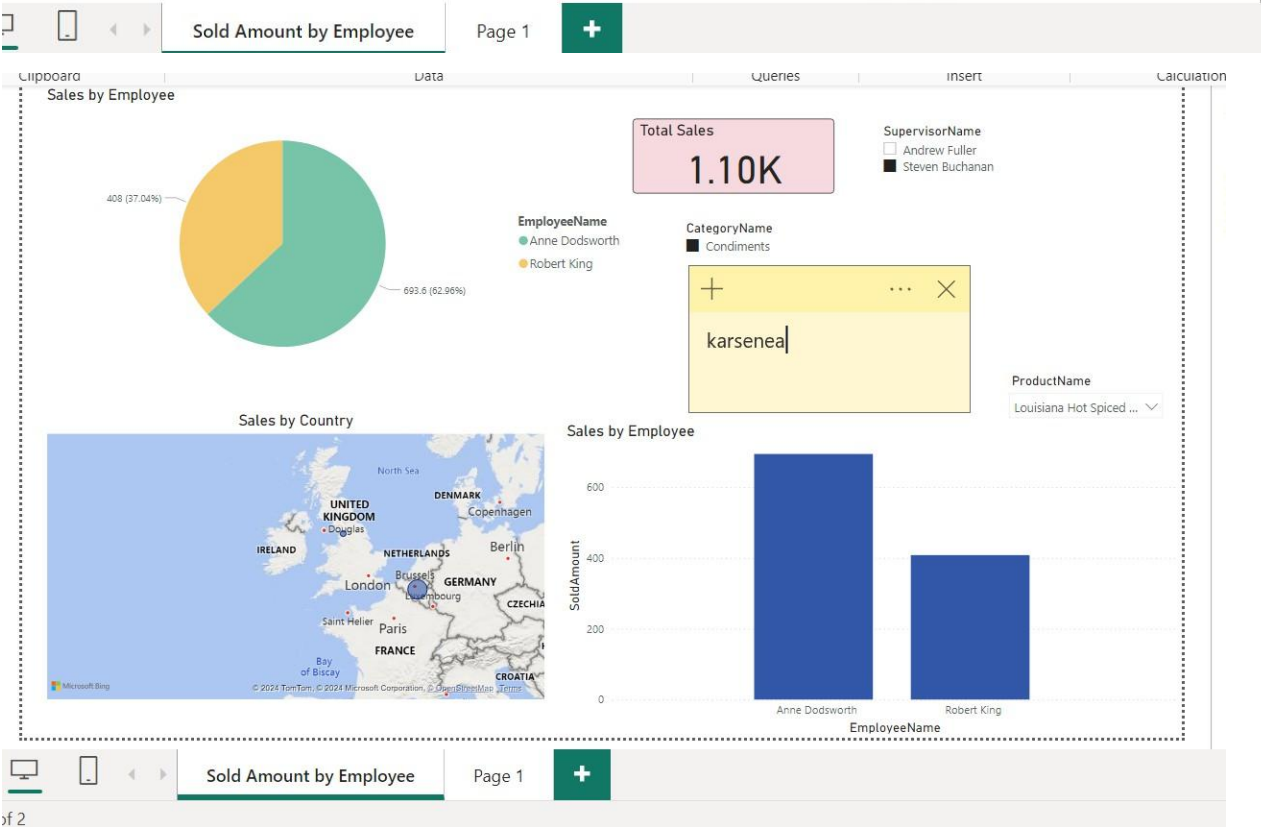 Sold Amount by Employee
Page 1
+
Clipboard
Data
Queries
Insert
Calculation
Sales by Employee
408 (37.04%)
693.6 (62.96%)
EmployeeName
Anne Dodsworth
Robert King
Total Sales
1.10K
SupervisorName
Andrew Fuller
Steven Buchanan
CategoryName
Condiments
+ ... ×
karsenea
ProductName
Louisiana Hot Spiced ...
Sales by Country
North Sea
DENMARK
Copenhagen
UNITED
KINGDOM
Douglas
IRELAND
NETHERLANDS
Berlin
London
Brussels
GERMANY
Luxembourg
CZECHIA
Saint Helier
Paris
FRANCE
Bay
of Biscay
CROATIA
Microsoft Bing
© 2024 TomTom, © 2024 Microsoft Corporation, © OpenStreetMap Terms
Sales by Employee
SoldAmount
600
400
200
0
Anne Dodsworth
Robert King
EmployeeName
Sold Amount by Employee
Page 1
+
of 2